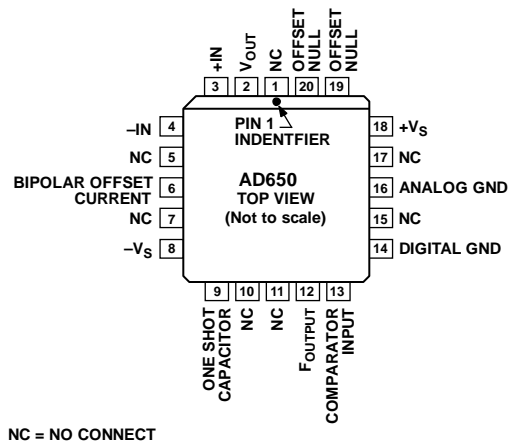 +IN
VOUT
NC
OFFSET
NULL
OFFSET
NULL
3 2 1 20 19
–IN 4
NC 5
BIPOLAR OFFSET
CURRENT
6
NC 7
–VS 8
PIN 1
INDENTFIER
AD650
TOP VIEW
(Not to scale)
18 +VS
17 NC
16 ANALOG GND
15 NC
14 DIGITAL GND
9 10 11 12 13
ONE SHOT
CAPACITOR
NC
NC
FOUTPUT
COMPARATOR
INPUT
NC = NO CONNECT